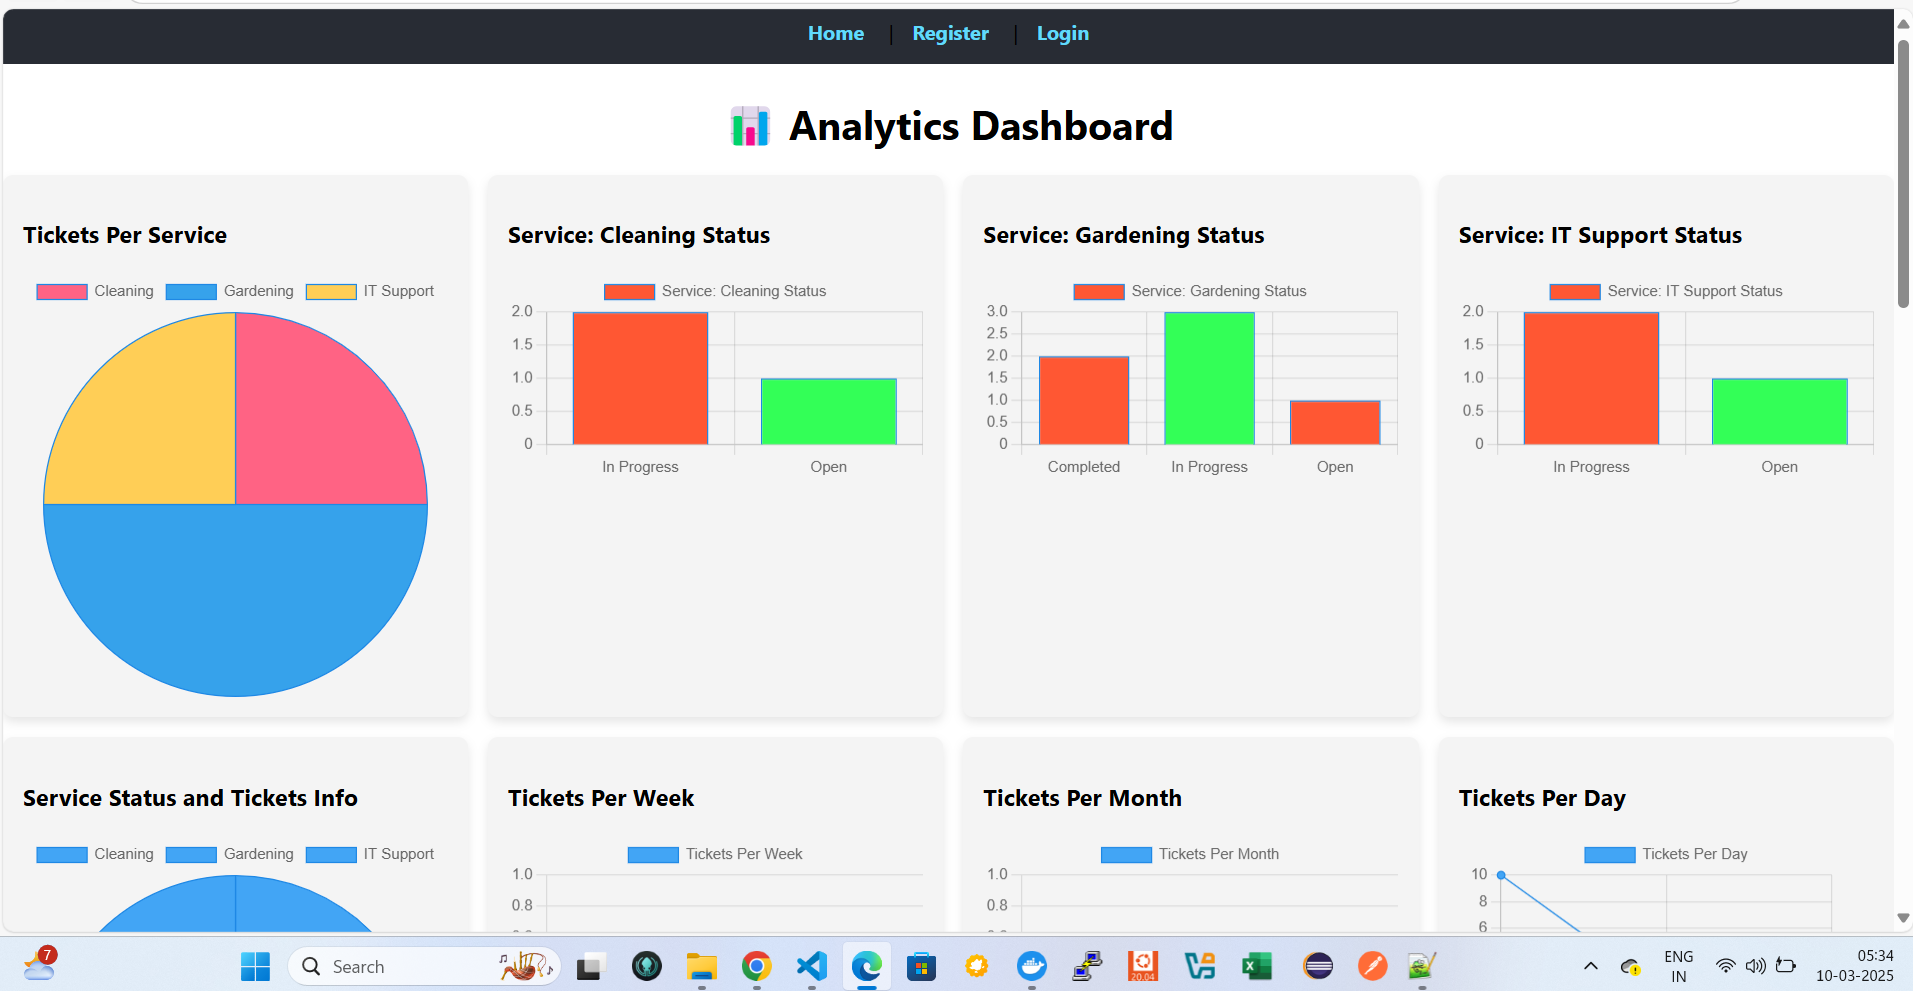 Home | Register | Login
Analytics Dashboard
Tickets Per Service
Cleaning Gardening IT Support
Service: Cleaning Status
Service: Cleaning Status
2.0
1.5
1.0
0.5
0
In Progress Open
Service: Gardening Status
Service: Gardening Status
3.0
2.5
2.0
1.5
1.0
0.5
0
Completed In Progress Open
Service: IT Support Status
Service: IT Support Status
2.0
1.5
1.0
0.5
0
In Progress Open
Service Status and Tickets Info
Cleaning Gardening IT Support
Tickets Per Week
Tickets Per Week
1.0
0.8
Tickets Per Month
Tickets Per Month
1.0
0.8
Tickets Per Day
Tickets Per Day
10
8
6
7
Search
20.04
ENG
IN
05:34
10-03-2025